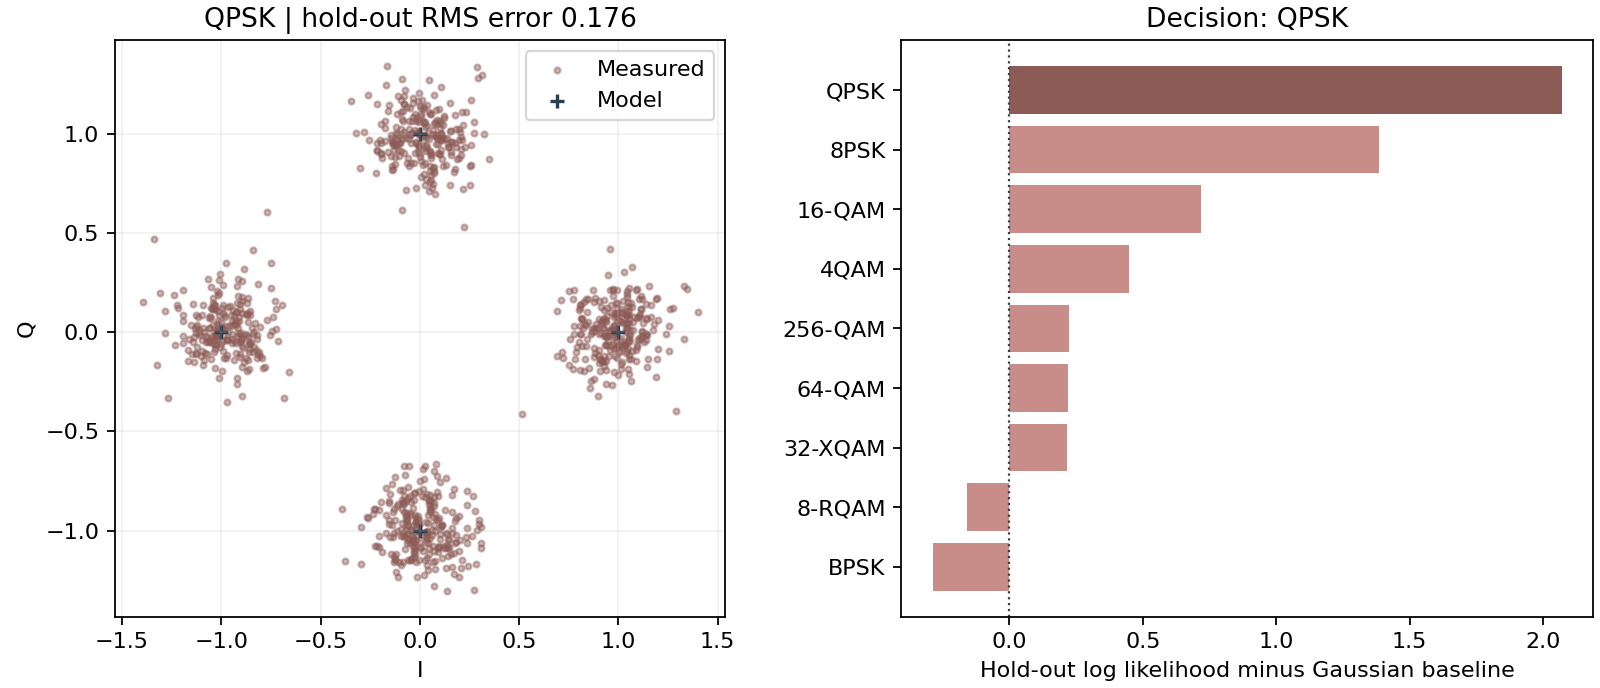 QPSK | hold-out RMS error 0.176
Measured
Model
1.0
0.5
0.0
−0.5
−1.0
Q
−1.5
−1.0
−0.5
0.0
0.5
1.0
1.5
I
Decision: QPSK
QPSK
8PSK
16-QAM
4QAM
256-QAM
64-QAM
32-XQAM
8-RQAM
BPSK
0.0
0.5
1.0
1.5
2.0
Hold-out log likelihood minus Gaussian baseline